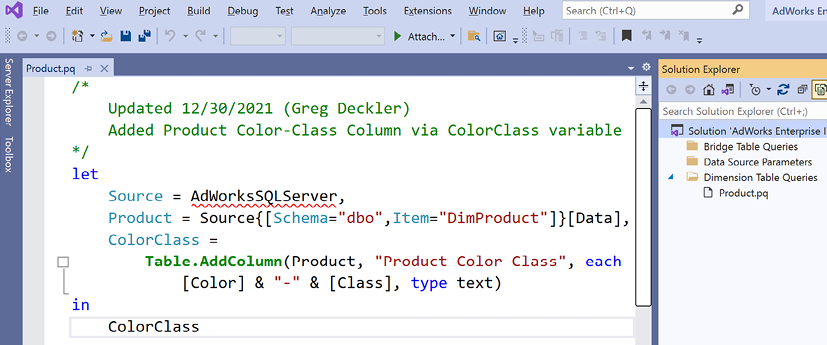 File Edit View Project Build Debug Test Analyze Tools Extensions Window Help Search (Ctrl+Q) AdWorks En
Attach...
Server Explorer
Toolbox
Product.pq
/*
Updated 12/30/2021 (Greg Deckler)
Added Product Color-Class Column via ColorClass variable
*/
let
Source = AdWorksSQLServer,
Product = Source{[Schema="dbo",Item="DimProduct"]}[Data],
ColorClass =
Table.AddColumn(Product, "Product Color Class", each
[Color] & "-" & [Class], type text)
in
ColorClass
Solution Explorer
Search Solution Explorer (Ctrl+;)
Solution 'AdWorks Enterprise I
Bridge Table Queries
Data Source Parameters
Dimension Table Queries
Product.pq